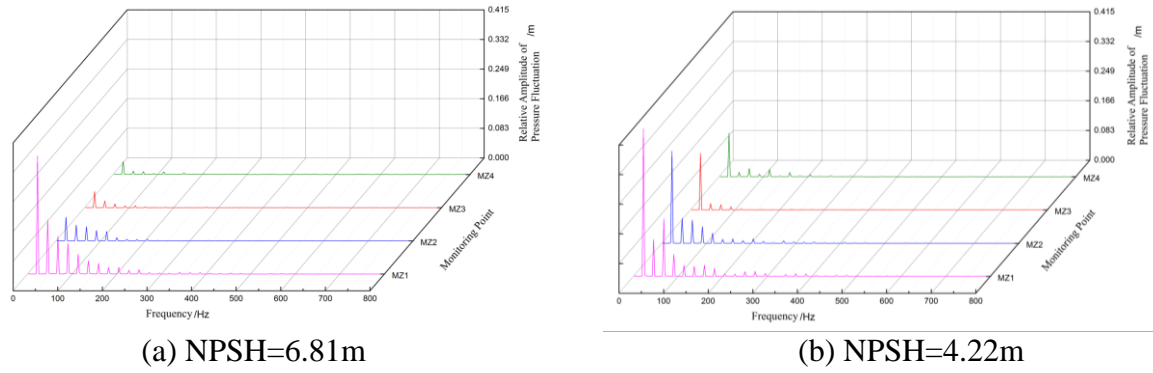 0.415
0.332
0.249
0.166
0.083
0.000
Relative Amplitude of /m
Pressure Fluctuation
MZ4
MZ3
MZ2
MZ1
Monitoring Point
0 100 200 300 400 500 600 700 800
Frequency /Hz
(a) NPSH=6.81m
0.415
0.332
0.249
0.166
0.083
0.000
Relative Amplitude of /m
Pressure Fluctuation
MZ4
MZ3
MZ2
MZ1
Monitoring Point
0 100 200 300 400 500 600 700 800
Frequency /Hz
(b) NPSH=4.22m